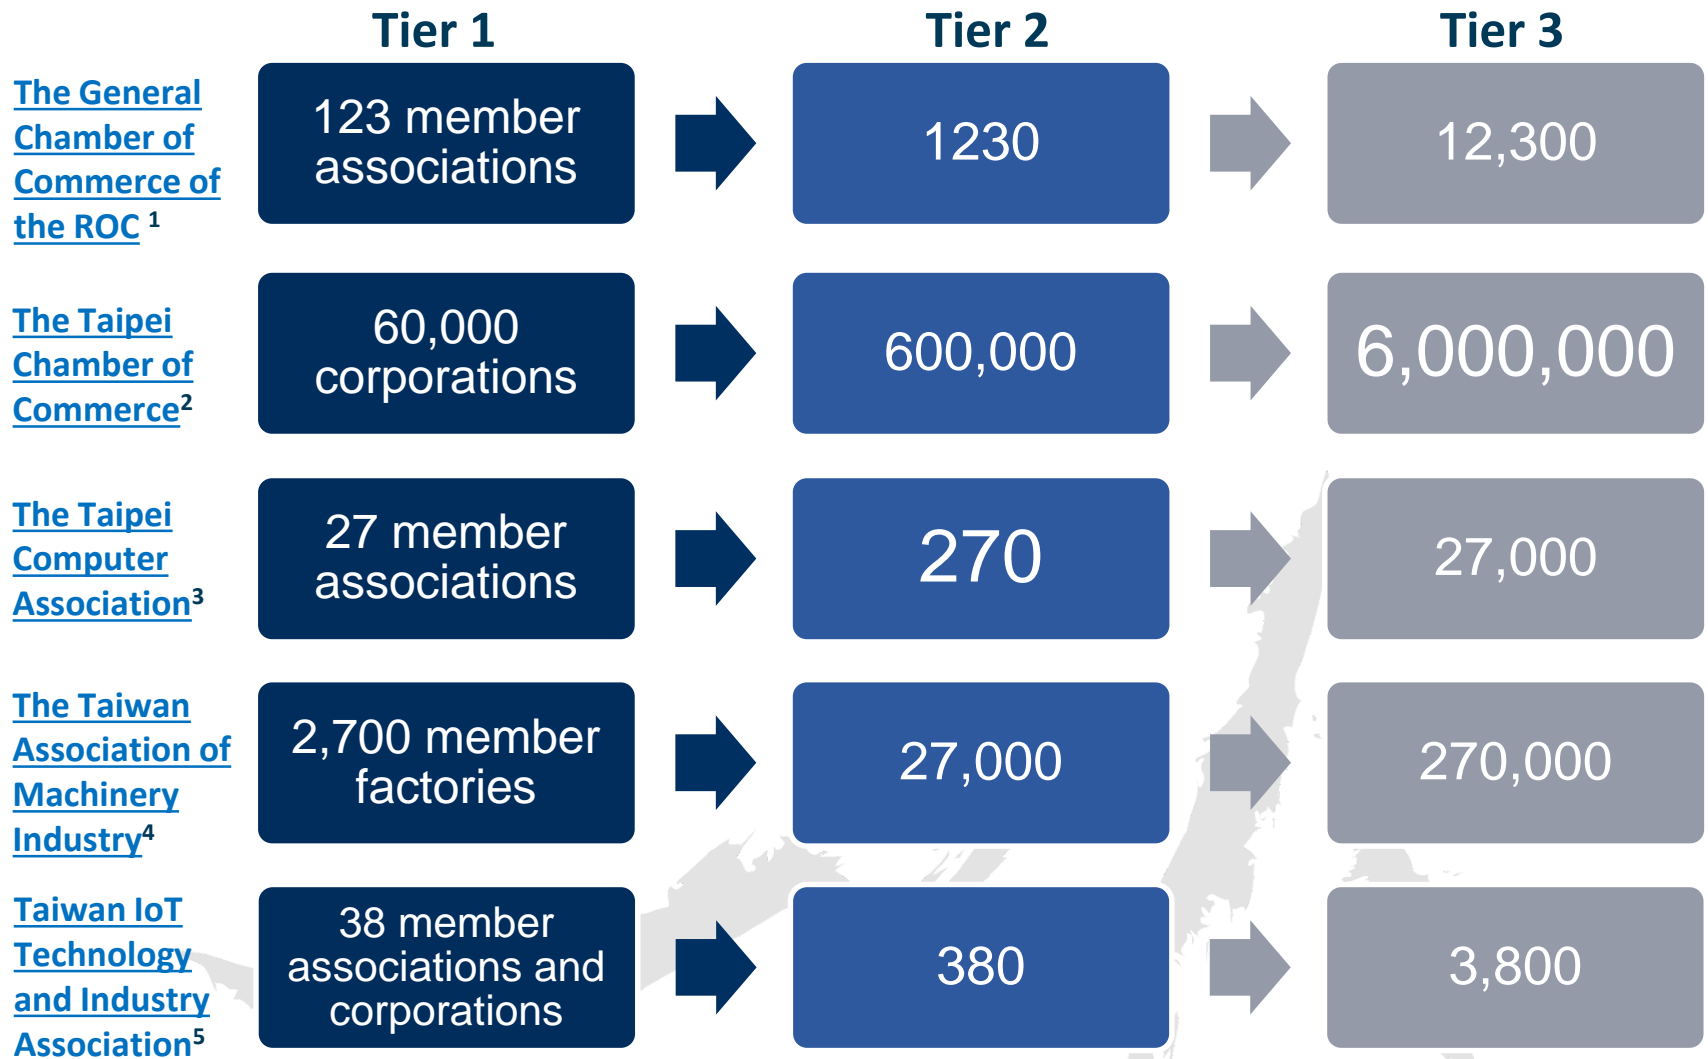 Tier 1
Tier 2
Tier 3
The General
Chamber of
Commerce of
the ROC 1
123 member
associations
1230
12,300
The Taipei
Chamber of
Commerce2
60,000
corporations
600,000
6,000,000
The Taipei
Computer
Association3
27 member
associations
270
27,000
The Taiwan
Association of
Machinery
Industry4
2,700 member
factories
27,000
270,000
Taiwan IoT
Technology
and Industry
Association5
38 member
associations and
corporations
380
3,800